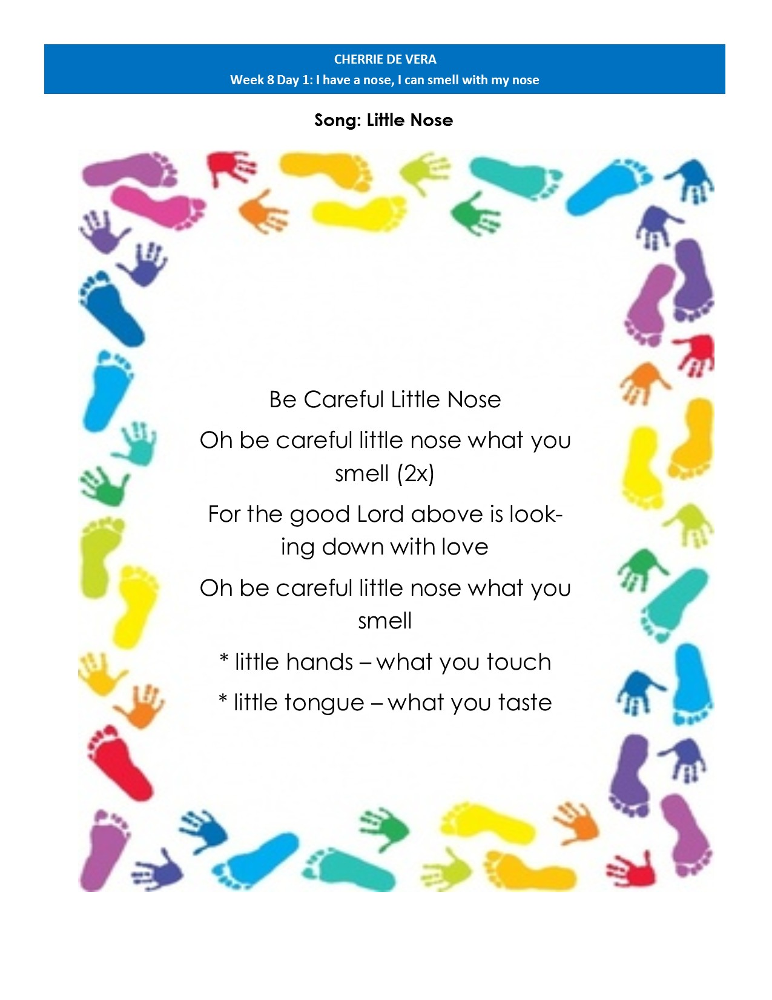 CHERRIE DE VERA
Week 8 Day 1: I have a nose, I can smell with my nose
Song: Little Nose
Be Careful Little Nose
Oh be careful little nose what you
smell (2x)
For the good Lord above is look-
ing down with love
Oh be careful little nose what you
smell
* little hands – what you touch
* little tongue – what you taste